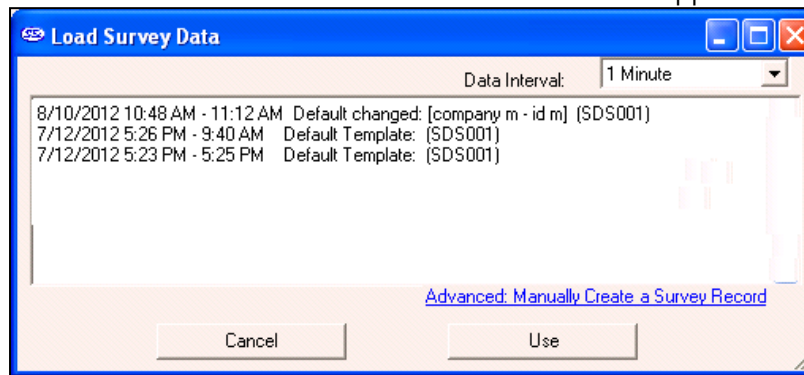 Load Survey Data
Data Interval: 1 Minute
8/10/2012 10:48 AM - 11:12 AM Default changed: [company m - id m] (SDS001)
7/12/2012 5:26 PM - 9:40 AM Default Template: (SDS001)
7/12/2012 5:23 PM - 5:25 PM Default Template: (SDS001)
Advanced: Manually Create a Survey Record
Cancel Use